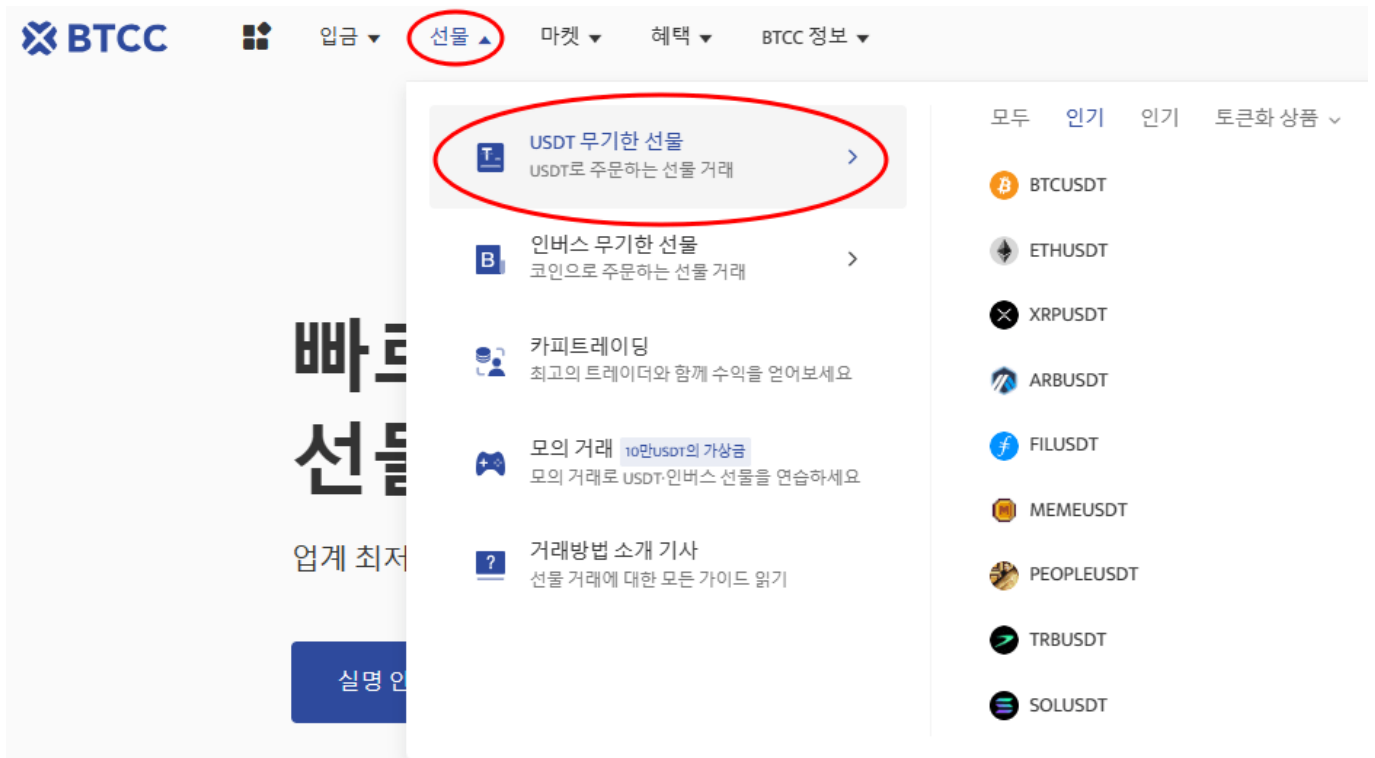 BTCC
입금
선물
마켓
혜택
BTCC 정보
USDT 무기한 선물
USDT로 주문하는 선물 거래
인버스 무기한 선물
코인으로 주문하는 선물 거래
카피트레이딩
최고의 트레이더와 함께 수익을 얻어보세요
모의 거래 10만USDT의 가상금
모의 거래로 USDT·인버스 선물을 연습하세요
거래방법 소개 기사
선물 거래에 대한 모든 가이드 읽기
모두 인기 인기 토큰화 상품
BTCUSDT
ETHUSDT
XRPUSDT
ARBUSDT
FILUSDT
MEMEUSDT
PEOPLEUSDT
TRBUSDT
SOLUSDT
업계 최저
실명